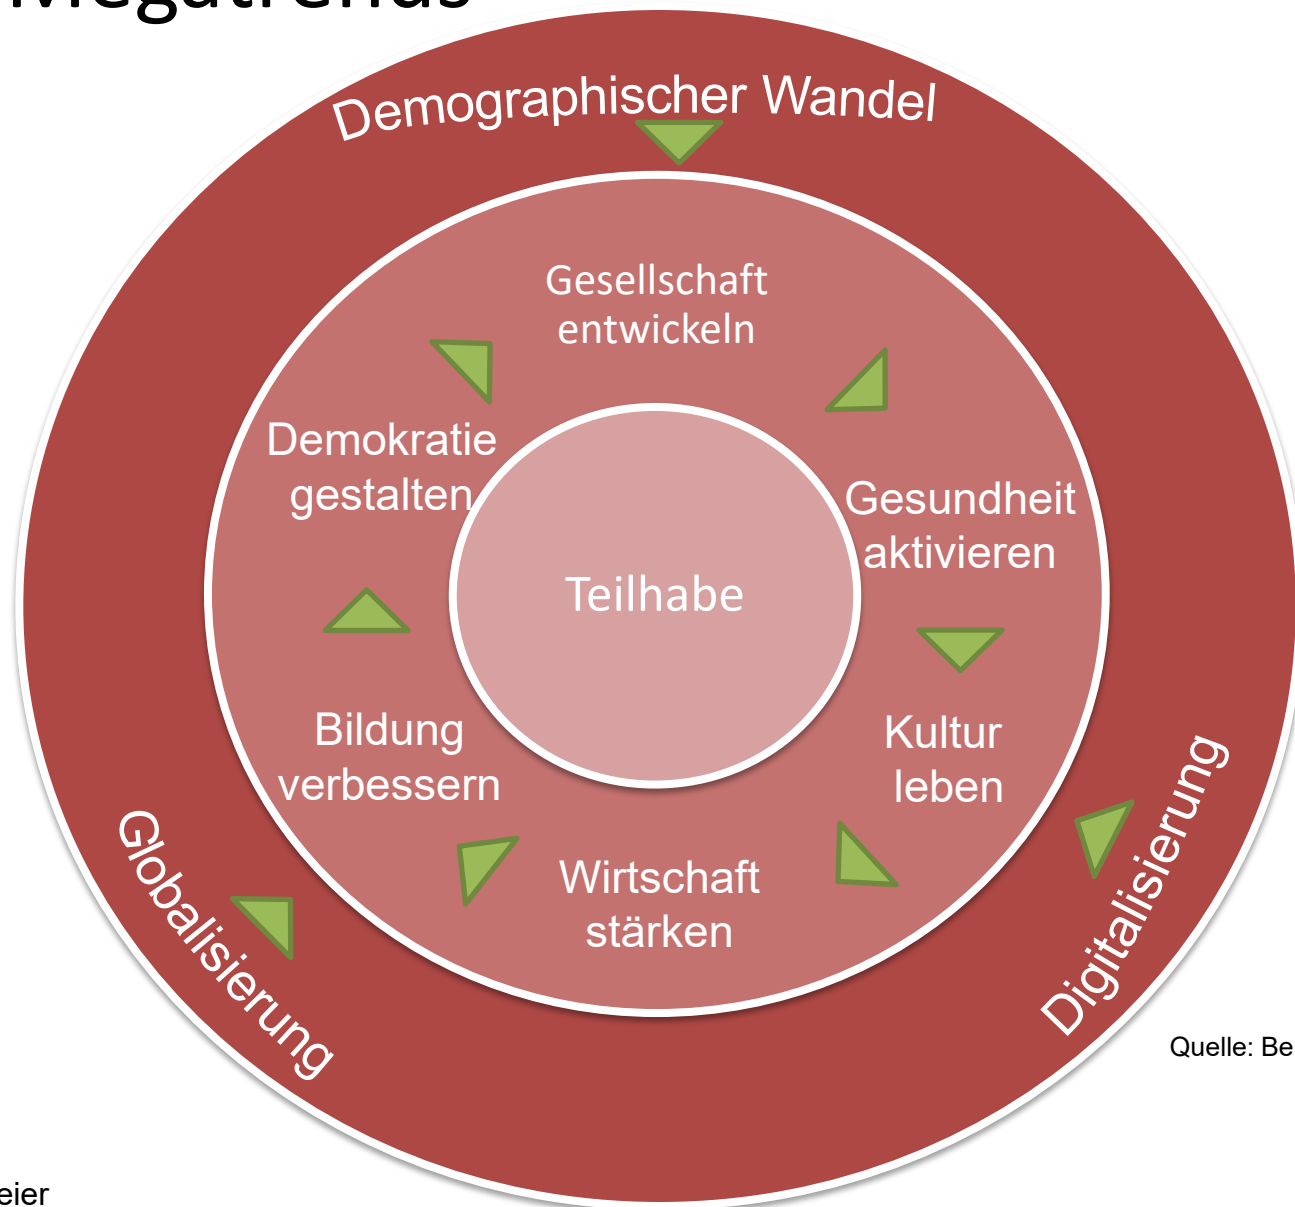 Megatrends
Demographischer Wandel
Gesellschaft
entwickeln
Demokratie
gestalten
Gesundheit
aktivieren
Teilhabe
Bildung
verbessern
Kultur
leben
Wirtschaft
stärken
Globalisierung
Digitalisierung
Quelle: Be
eier